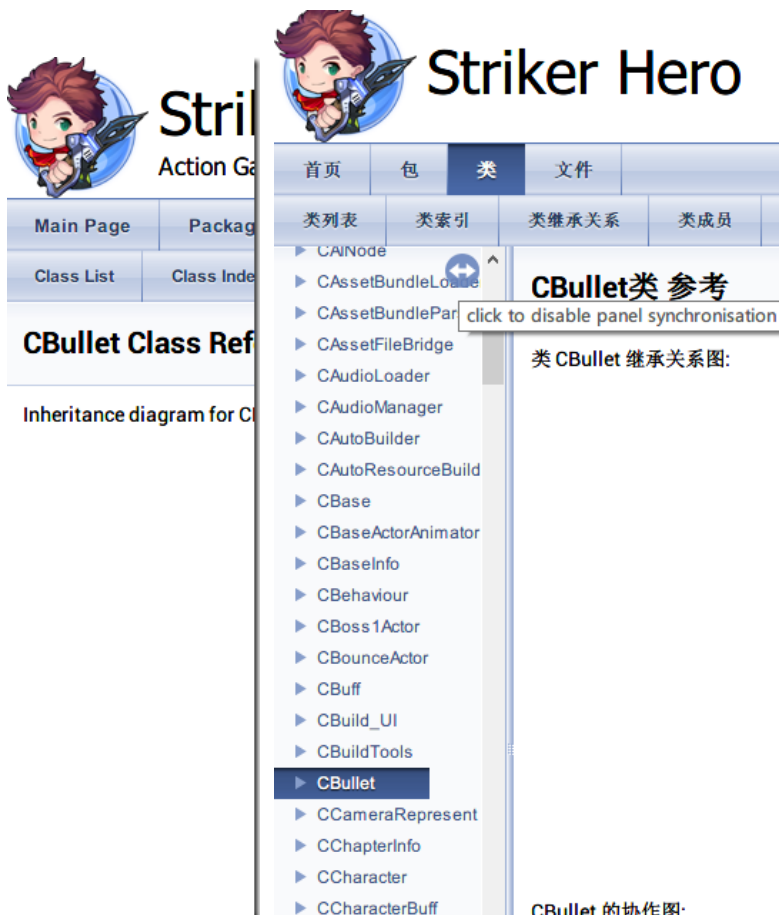 Stril
Action Ga
Main Page
Packag
Class List
Class Inde
CBullet Class Ref
Inheritance diagram for Cl
Striker Hero
首页
包
类
文件
类列表
类索引
类继承关系
类成员
CAINode
CAssetBundleLoade
CAssetBundlePar
CAssetFileBridge
CAudioLoader
CAudioManager
CAutoBuilder
CAutoResourceBuild
CBase
CBaseActorAnimator
CBaseInfo
CBehaviour
CBoss1Actor
CBounceActor
CBuff
CBuild_UI
CBuildTools
CBullet
CCameraRepresent
CChapterInfo
CCharacter
CCharacterBuff
click to disable panel synchronisation
CBullet类 参考
类 CBullet 继承关系图:
CBullet 的协作图: